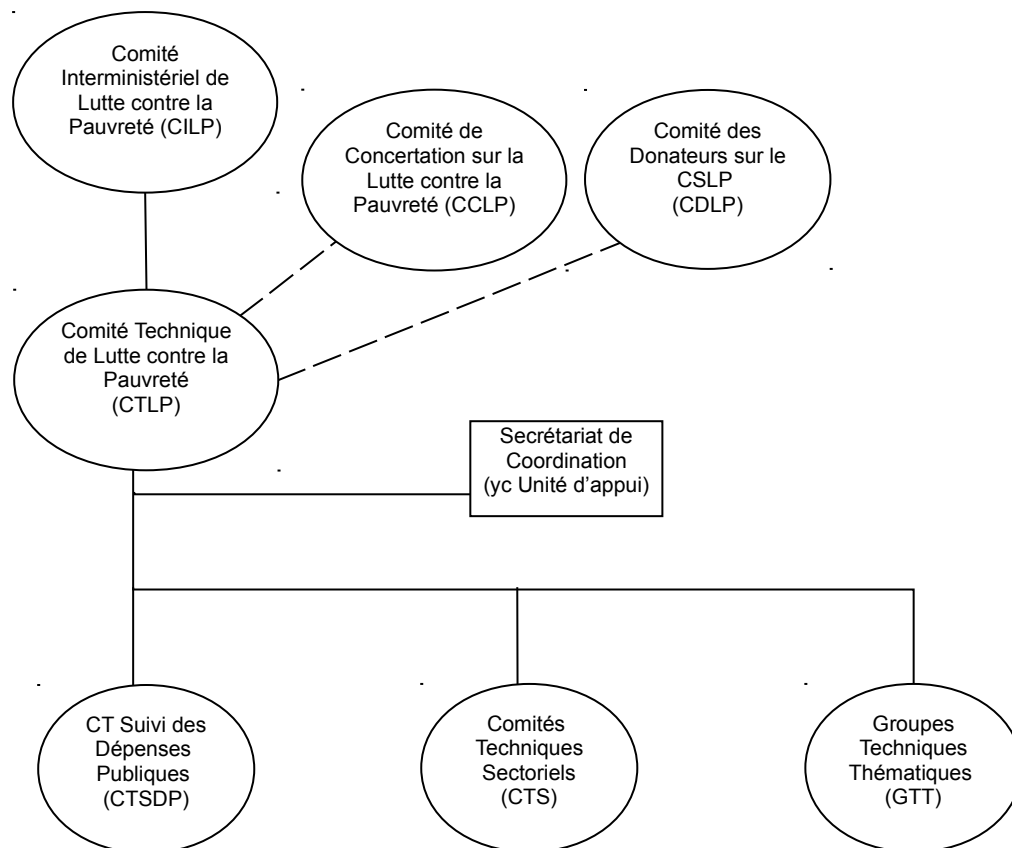 Comité
Interministériel de
Lutte contre la
Pauvreté (CILP)
Comité de
Concertation sur la
Lutte contre la
Pauvreté (CCLP)
Comité des
Donateurs sur le
CSLP
(CDLP)
Comité Technique
de Lutte contre la
Pauvreté
(CTLP)
Secrétariat de
Coordination
(yc Unité d’appui)
CT Suivi des
Dépenses
Publiques
(CTSDP)
Comités
Techniques
Sectoriels
(CTS)
Groupes
Techniques
Thématiques
(GTT)